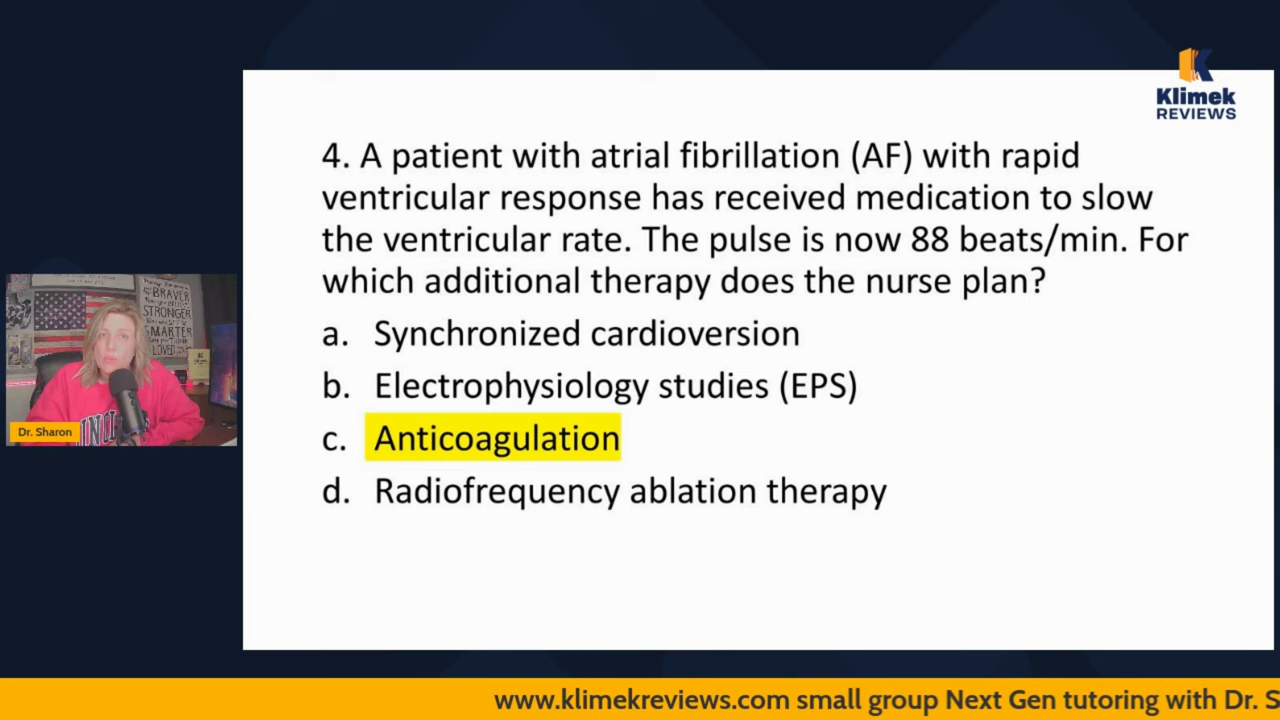 Klimek
REVIEWS
4. A patient with atrial fibrillation (AF) with rapid
ventricular response has received medication to slow
the ventricular rate. The pulse is now 88 beats/min. For
which additional therapy does the nurse plan?
a. Synchronized cardioversion
b. Electrophysiology studies (EPS)
c. Anticoagulation
d. Radiofrequency ablation therapy
BRAVER
STRONGER
SMARTER
LOVED
Dr. Sharon
www.klimekreviews.com small group Next Gen tutoring with Dr. S